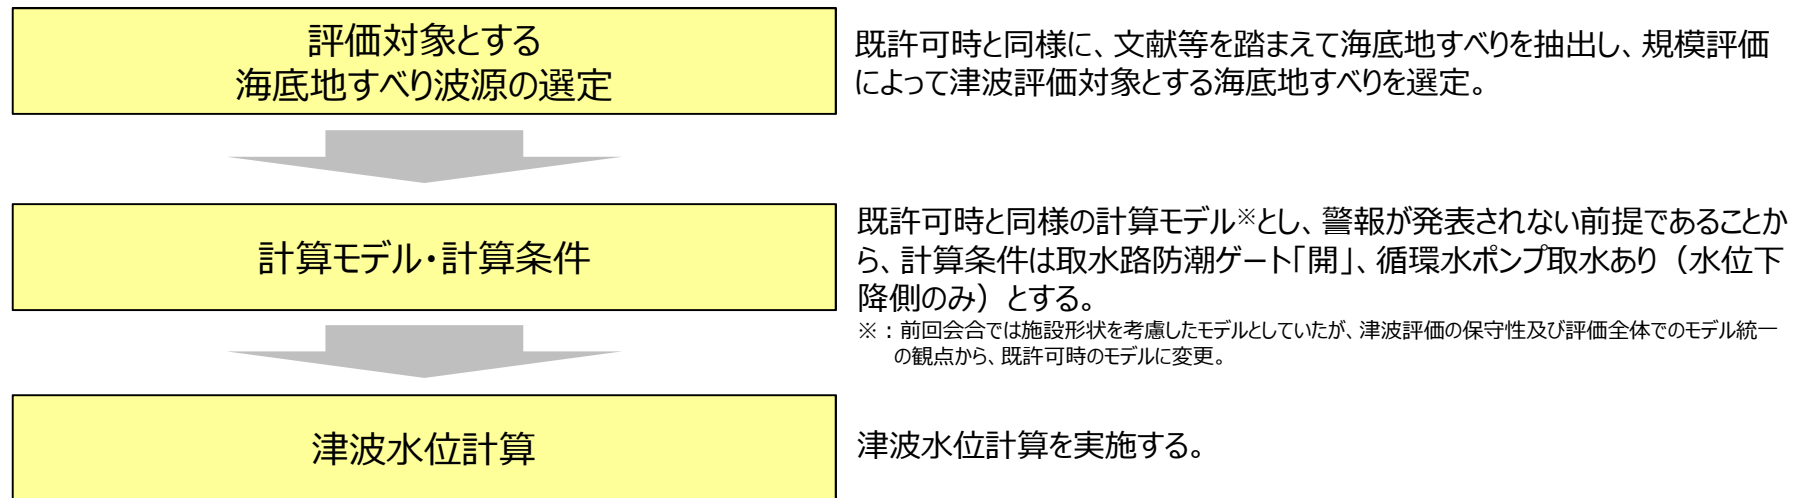 評価対象とする
海底地すべり波源の選定
既許可時と同様に、文献等を踏まえて海底地すべりを抽出し、規模評価
によって津波評価対象とする海底地すべりを選定。
計算モデル・計算条件
既許可時と同様の計算モデル※とし、警報が発表されない前提であることか
ら、計算条件は取水路防潮ゲート「開」、循環水ポンプ取水あり（水位下
降側のみ）とする。
※：前回会合では施設形状を考慮したモデルとしていたが、津波評価の保守性及び評価全体でのモデル統一
の観点から、既許可時のモデルに変更。
津波水位計算
津波水位計算を実施する。